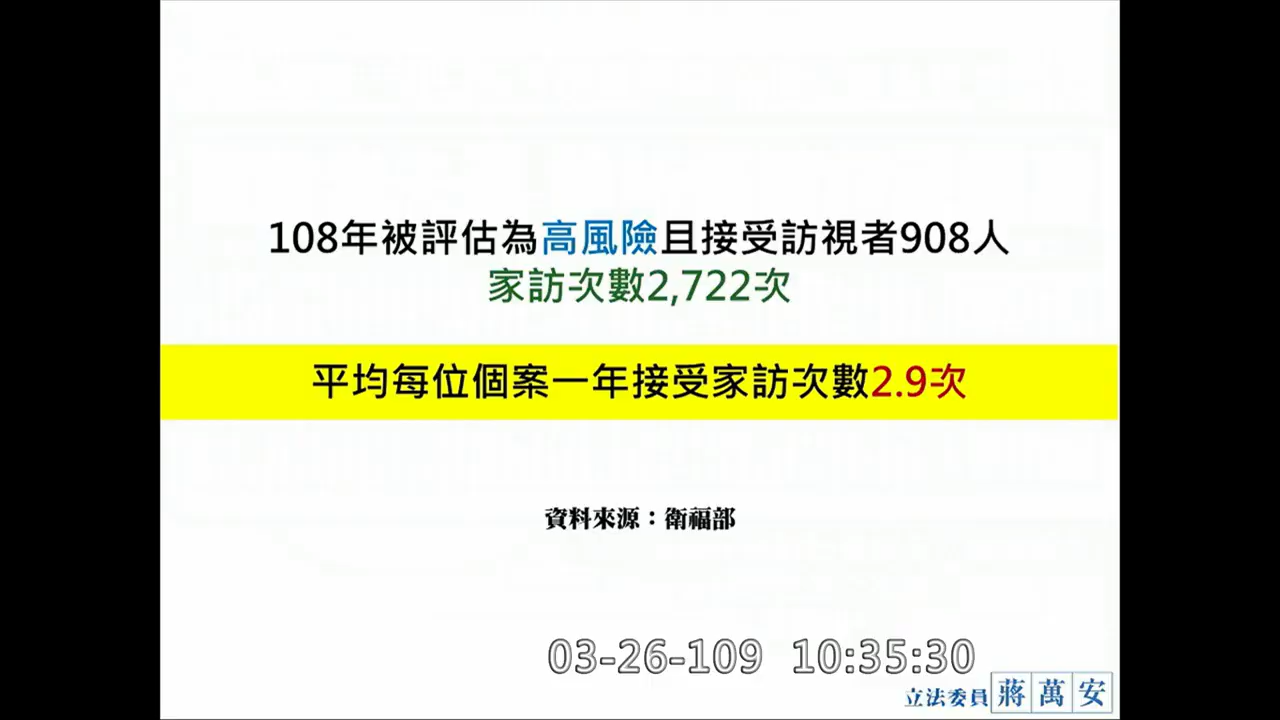 108年被評估為高風險且接受訪視者908人
家訪次數2,722次
平均每位個案一年接受家訪次數2.9次
資料來源：衛福部
03-26-109 10:35:30
立法委員 蔣萬安